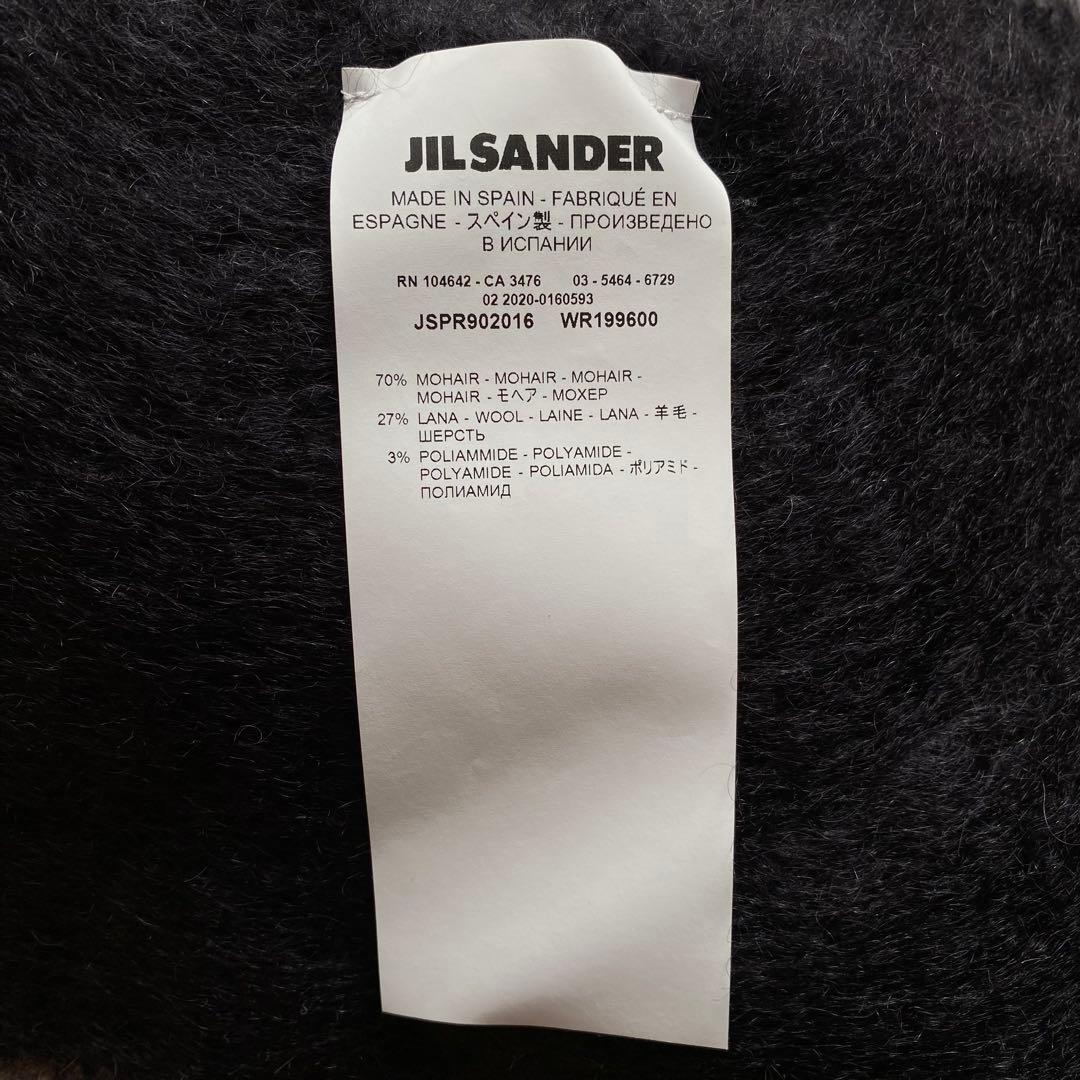 JIL SANDER
MADE IN SPAIN - FABRIQUÉ EN
ESPAGNE - スペイン製 - ПРОИЗВЕДЕНО
В ИСПАНИИ
RN 104642 - CA 3476 03 - 5464 - 6729
02 2020-0160593
JSPR902016 WR199600
70% MOHAIR - MOHAIR - MOHAIR -
MOHAIR - モヘア - МОХЕР
27% LANA - WOOL - LAINE - LANA - 羊毛 -
ШЕРСТЬ
3% POLIAMMIDE - POLYAMIDE -
POLYAMIDE - POLIAMIDA - ポリアミド -
ПОЛИАМИД